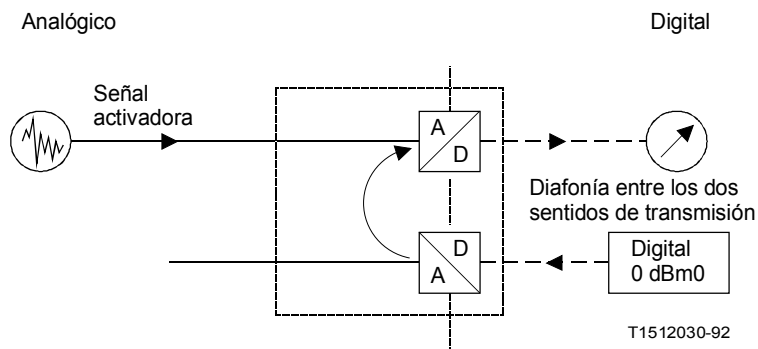 Analógico
Digital
Señal
activadora
A
D
Diafonía entre los dos
sentidos de transmisión
D
A
Digital
0 dBm0
T1512030-92